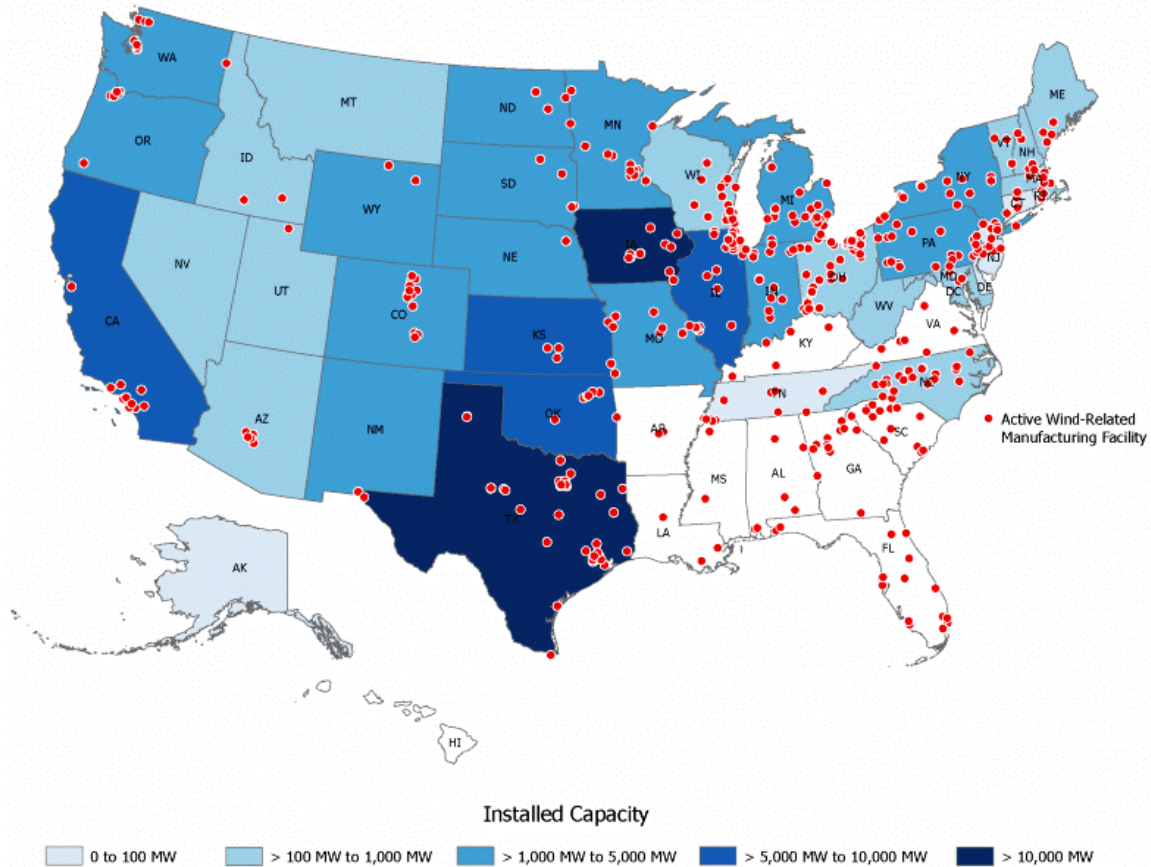 WA
MT
ND
MN
ME
OR
ID
WI
VT
NH
SD
NY
MA
MI
CT
RI
WY
IA
PA
NE
NJ
NV
UT
IL
IN
OH
MD
DC
DE
CO
WV
CA
KS
MO
VA
KY
AZ
NM
OK
TN
NC
AR
SC
Active Wind-Related
Manufacturing Facility
MS
AL
GA
TX
LA
FL
AK
HI
Installed Capacity
0 to 100 MW
> 100 MW to 1,000 MW
> 1,000 MW to 5,000 MW
> 5,000 MW to 10,000 MW
> 10,000 MW